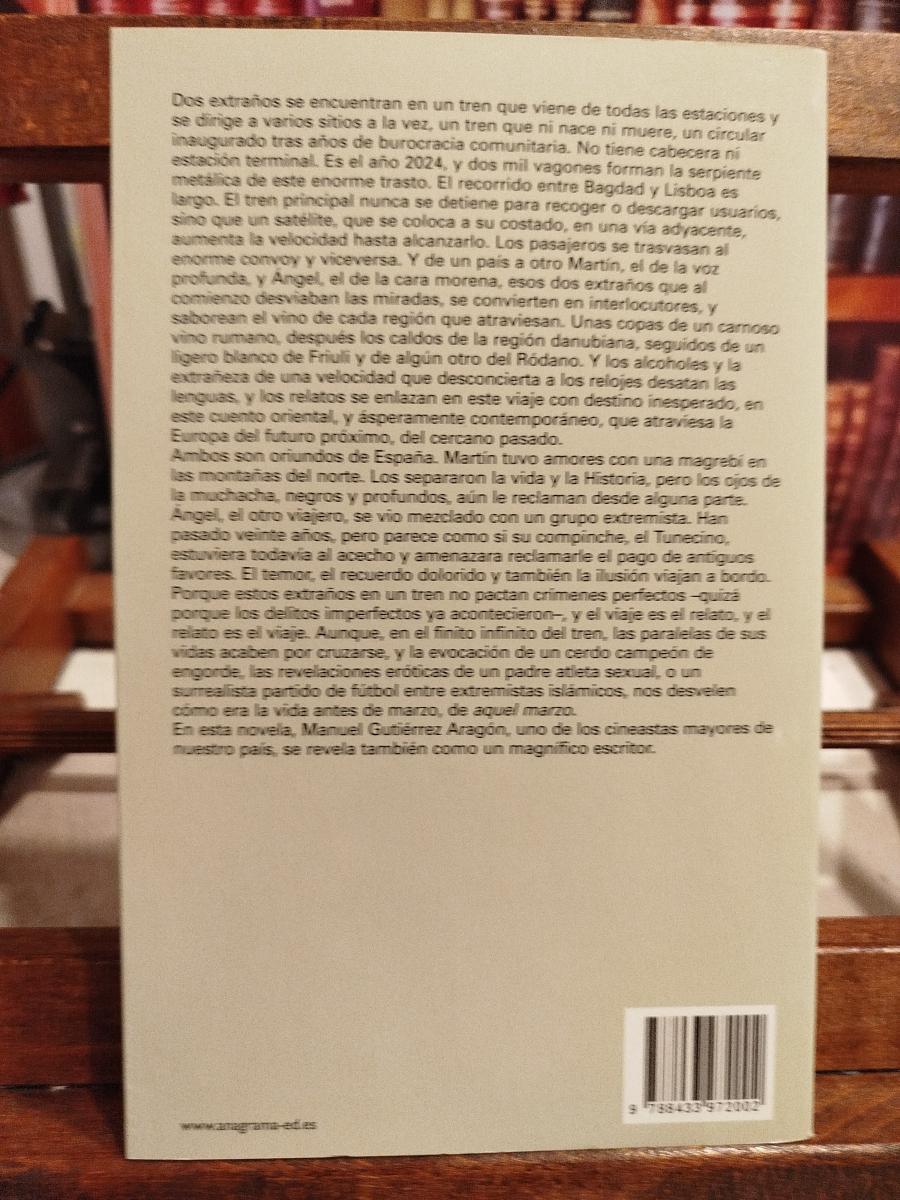 Dos extraños se encuentran en un tren que viene de todas las estaciones y
se dirige a varios sitios a la vez, un tren que ni nace ni muere, un circular
inaugurado tras años de burocracia comunitaria. No tiene cabecera ni
estación terminal. Es el año 2024, y dos mil vagones forman la serpiente
metálica de este enorme trasto. El recorrido entre Bagdad y Lisboa es
largo. El tren principal nunca se detiene para recoger o descargar usuarios,
sino que un satélite, que se coloca a su costado, en una vía adyacente,
aumenta la velocidad hasta alcanzarlo. Los pasajeros se trasvasan al
enorme convoy y viceversa. Y de un país a otro Martín, el de la voz
profunda, y Ángel, el de la cara morena, esos dos extraños que al
comienzo desviaban las miradas, se convierten en interlocutores, y
saborean el vino de cada región que atraviesan. Unas copas de un carnoso
vino rumano, después los caldos de la región danubiana, seguidos de un
ligero blanco de Friuli y de algún otro del Ródano. Y los alcoholes y la
extrañeza de una velocidad que desconcierta a los relojes desatan las
lenguas, y los relatos se enlazan en este viaje con destino inesperado, en
este cuento oriental, y ásperamente contemporáneo, que atraviesa la
Europa del futuro próximo, del cercano pasado.
Ambos son oriundos de España. Martín tuvo amores con una magrebí en
las montañas del norte. Los separaron la vida y la Historia, pero los ojos de
la muchacha, negros y profundos, aún le reclaman desde alguna parte.
Ángel, el otro viajero, se vio mezclado con un grupo extremista. Han
pasado veinte años, pero parece como si su compinche, el Tunecino,
estuviera todavía al acecho y amenazara reclamarle el pago de antiguos
favores. El temor, el recuerdo dolorido y también la ilusión viajan a bordo.
Porque estos extraños en un tren no pactan crímenes perfectos –quizá
porque los delitos imperfectos ya acontecieron–, y el viaje es el relato, y el
relato es el viaje. Aunque, en el finito infinito del tren, las paralelas de sus
vidas acaben por cruzarse, y la evocación de un cerdo campeón de
engorde, las revelaciones eróticas de un padre atleta sexual, o un
surrealista partido de fútbol entre extremistas islámicos, nos desvelen
cómo era la vida antes de marzo, de aquel marzo.
En esta novela, Manuel Gutiérrez Aragón, uno de los cineastas mayores de
nuestro país, se revela también como un magnífico escritor.
9 788433 972002
www.anagrama-ed.es